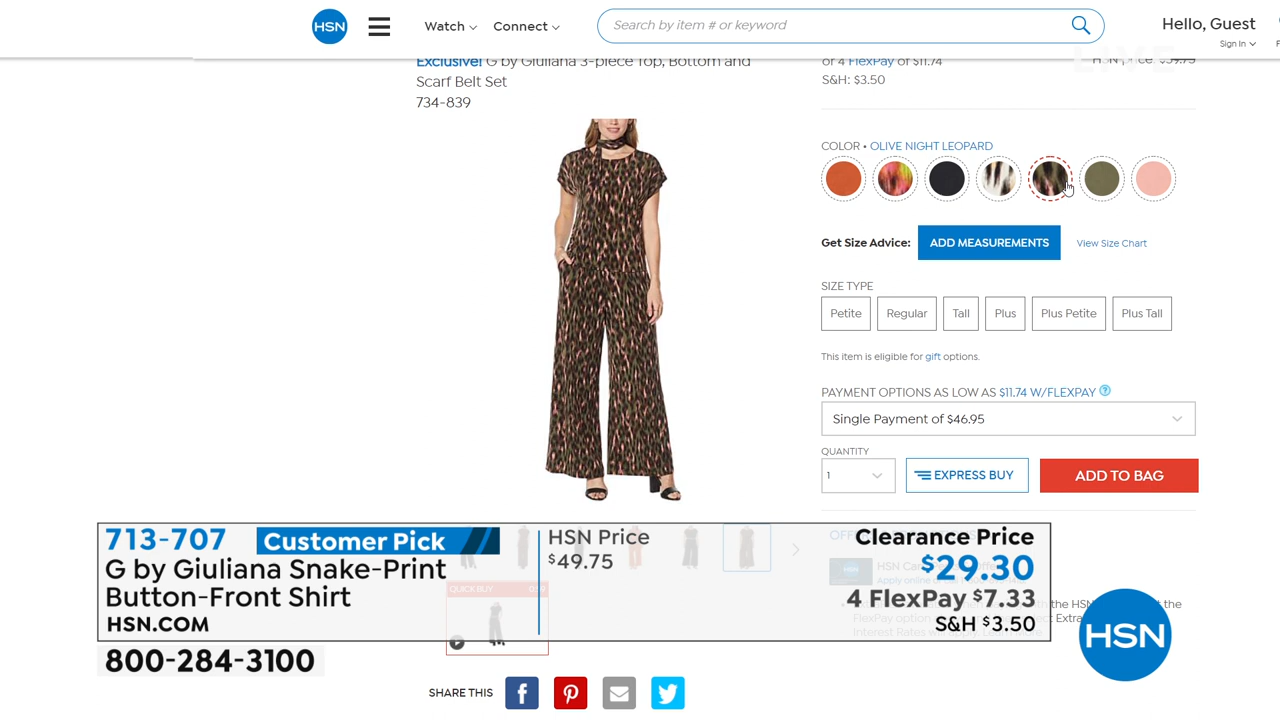 HSN
Watch
Connect
Search by item # or keyword
Hello, Guest
Sign In
LIVE
Exclusive! G by Giuliana 3-piece Top, Bottom and
Scarf Belt Set
734-839
or 4 FlexPay of $11.74
S&H: $3.50
COLOR • OLIVE NIGHT LEOPARD
Get Size Advice:
ADD MEASUREMENTS
View Size Chart
SIZE TYPE
Petite
Regular
Tall
Plus
Plus Petite
Plus Tall
This item is eligible for gift options.
PAYMENT OPTIONS AS LOW AS $11.74 W/FLEXPAY ?
Single Payment of $46.95
QUANTITY
1
EXPRESS BUY
ADD TO BAG
713-707
Customer Pick
G by Giuliana Snake-Print
Button-Front Shirt
HSN.COM
HSN Price
$49.75
Clearance Price
$29.30
4 FlexPay $7.33
S&H $3.50
QUICK BUY
HSN
800-284-3100
SHARE THIS